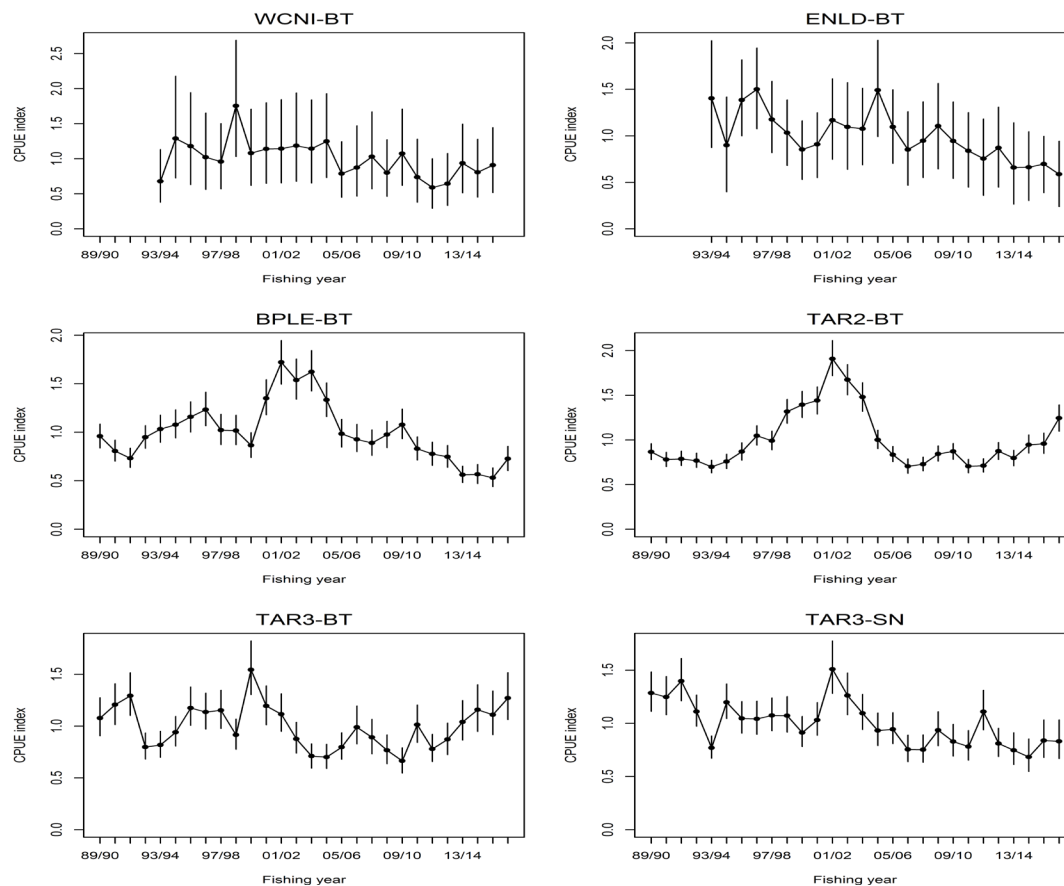 WCNI-BT
CPUE index
0.0 0.5 1.0 1.5 2.0 2.5
89/90 93/94 97/98 01/02 05/06 09/10 13/14
Fishing year
ENLD-BT
CPUE index
0.0 0.5 1.0 1.5 2.0
93/94 97/98 01/02 05/06 09/10 13/14
Fishing year
BPLE-BT
CPUE index
0.0 0.5 1.0 1.5 2.0
89/90 93/94 97/98 01/02 05/06 09/10 13/14
Fishing year
TAR2-BT
CPUE index
0.0 0.5 1.0 1.5 2.0
89/90 93/94 97/98 01/02 05/06 09/10 13/14
Fishing year
TAR3-BT
CPUE index
0.0 0.5 1.0 1.5
89/90 93/94 97/98 01/02 05/06 09/10 13/14
Fishing year
TAR3-SN
CPUE index
0.0 0.5 1.0 1.5
89/90 93/94 97/98 01/02 05/06 09/10 13/14
Fishing year